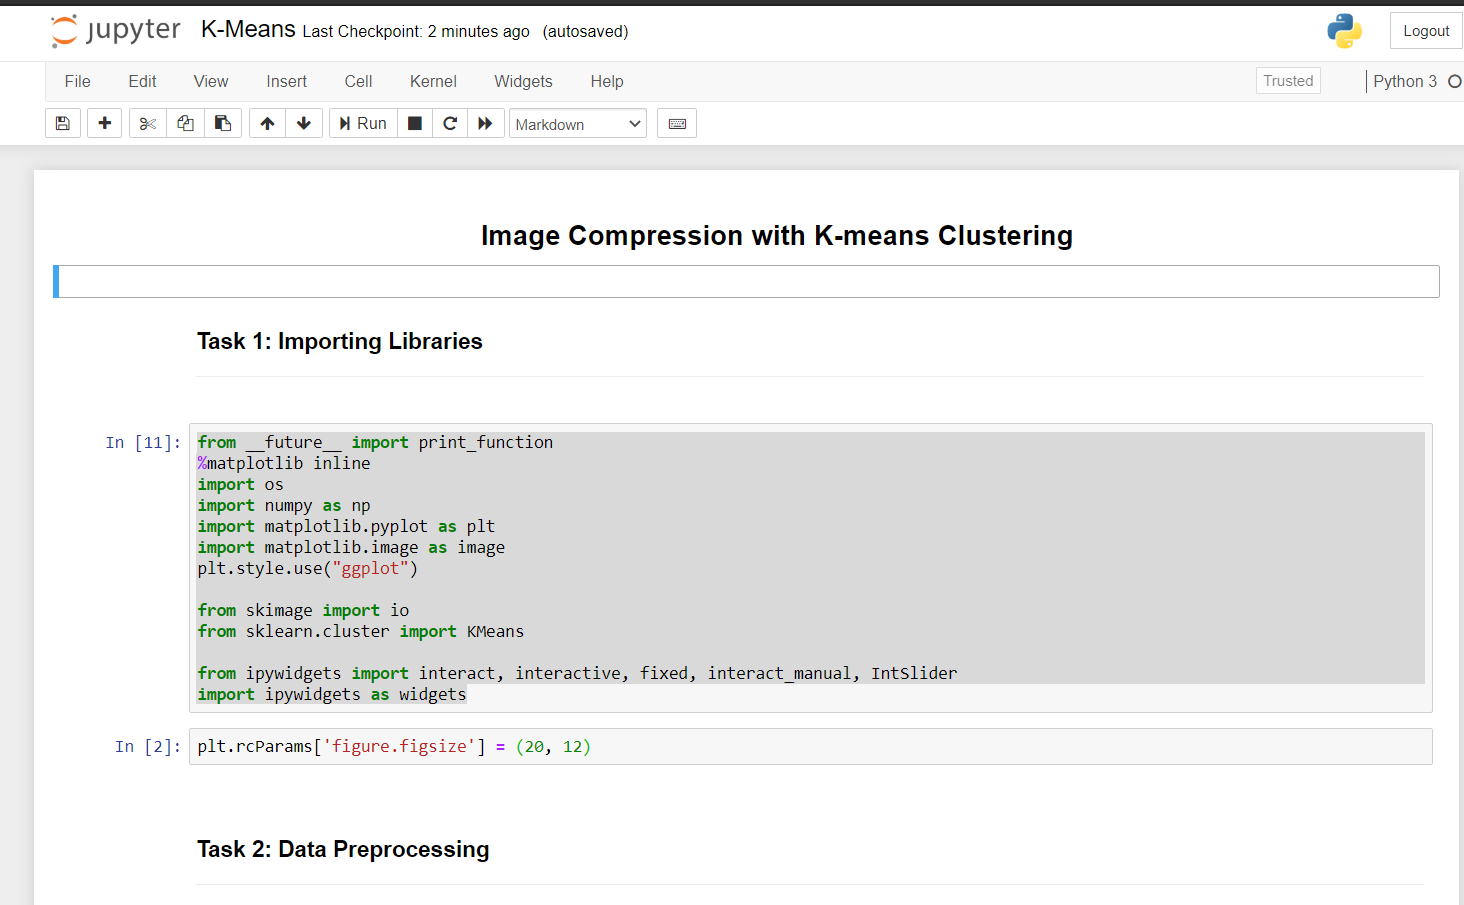 jupyter K-Means Last Checkpoint: 2 minutes ago (autosaved) Logout
File Edit View Insert Cell Kernel Widgets Help Trusted Python 3
Run Markdown
Image Compression with K-means Clustering
Task 1: Importing Libraries
In [11]: from __future__ import print_function
%matplotlib inline
import os
import numpy as np
import matplotlib.pyplot as plt
import matplotlib.image as image
plt.style.use("ggplot")
from skimage import io
from sklearn.cluster import KMeans
from ipywidgets import interact, interactive, fixed, interact_manual, IntSlider
import ipywidgets as widgets
In [2]: plt.rcParams['figure.figsize'] = (20, 12)
Task 2: Data Preprocessing